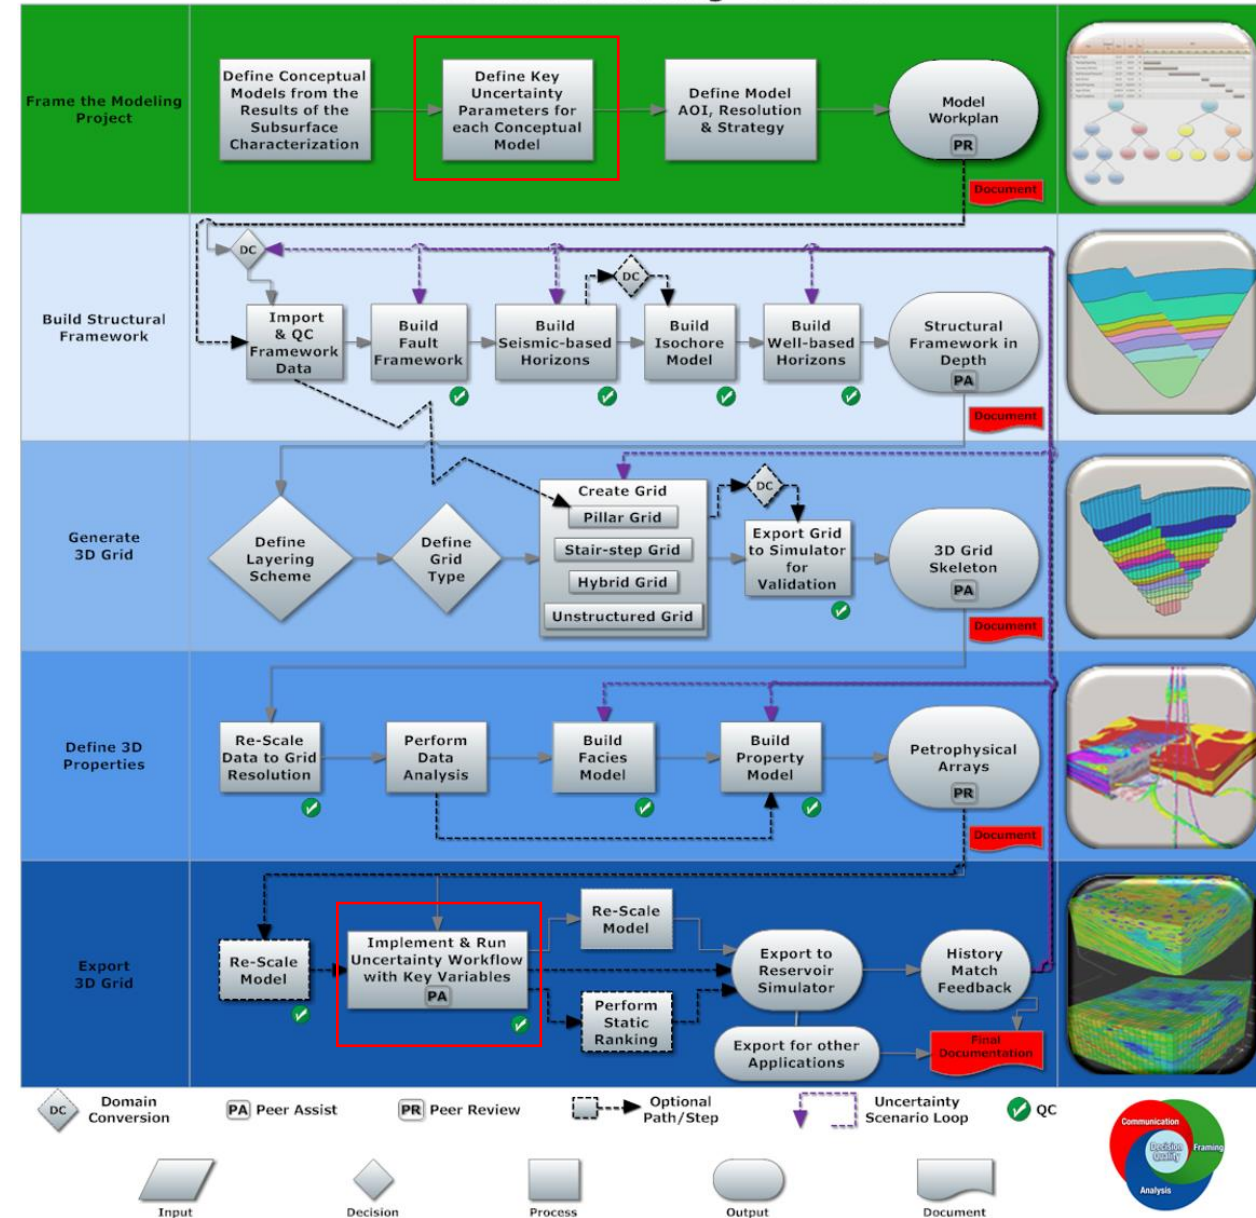 Frame the Modeling
Project
Define Conceptual
Models from the
Results of the
Subsurface
Characterization
Define Key
Uncertainty
Parameters for
each Conceptual
Model
Define Model
AOI, Resolution
& Strategy
Model
Workplan
PR
Document
Build Structural
Framework
DC
Import
& QC
Framework
Data
Build
Fault
Framework
Build
Seismic-based
Horizons
DC
Build
Isochore
Model
Build
Well-based
Horizons
Structural
Framework in
Depth
PA
Document
Generate
3D Grid
Define
Layering
Scheme
Define
Grid
Type
Create Grid
Pillar Grid
Stair-step Grid
Hybrid Grid
Unstructured Grid
DC
Export Grid
to Simulator
for
Validation
3D Grid
Skeleton
PA
Document
Define 3D
Properties
Re-Scale
Data to Grid
Resolution
Perform
Data
Analysis
Build
Facies
Model
Build
Property
Model
Petrophysical
Arrays
PR
Document
Export
3D Grid
Re-Scale
Model
Implement & Run
Uncertainty Workflow
with Key Variables
PA
Re-Scale
Model
Perform
Static
Ranking
Export to
Reservoir
Simulator
Export for other
Applications
History
Match
Feedback
Final
Documentation
DC
Domain
Conversion
PA Peer Assist
PR Peer Review
Optional
Path/Step
Uncertainty
Scenario Loop
QC
Input
Decision
Process
Output
Document
Communication
Framing
Decision
Quality
Analysis